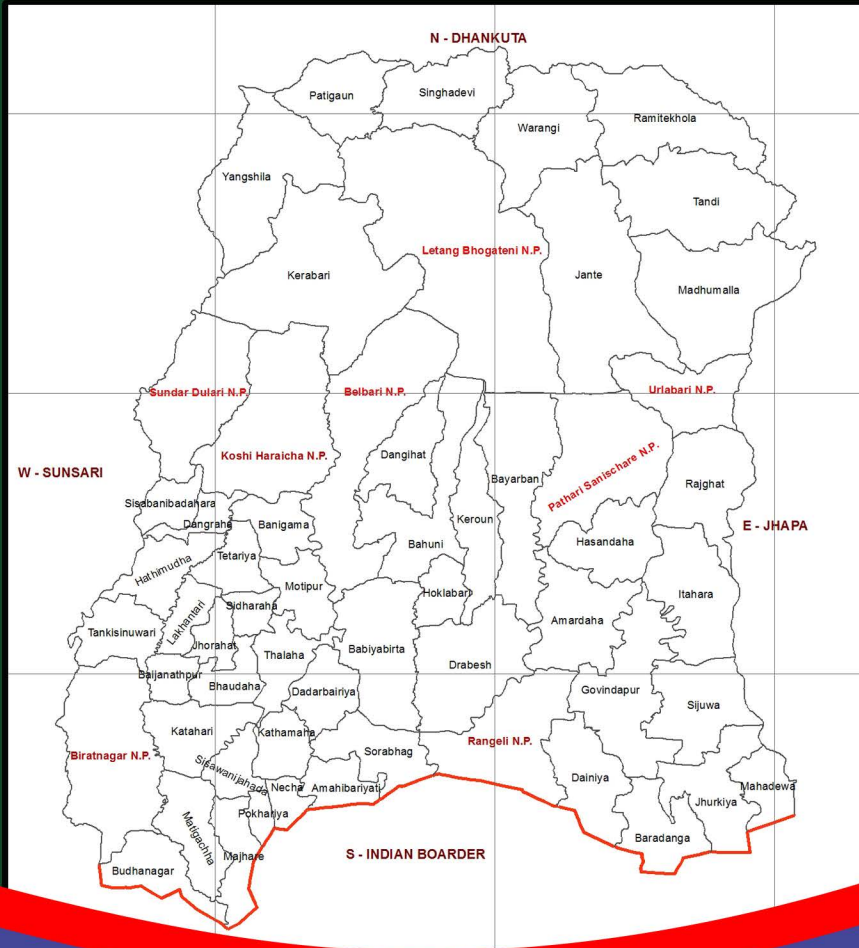 N - DHANKUTA
Patigaun
Singhadevi
Warangi
Ramitekhola
Yangshila
Tandi
Letang Bhogateni N.P.
Kerabari
Jante
Madhumalla
Sundar Dulari N.P.
Belbari N.P.
Urlabari N.P.
Koshi Haraicha N.P.
Dangihat
W - SUNSARI
Bayarban
Pathari Sanischare N.P.
Rajghat
Sisabanibadahara
Dangraha
Banigama
Keroun
E - JHAPA
Bahuni
Hasandaha
Hathimudha
Tetariya
Motipur
Hoklabari
Itahara
Lakhantari
Sidharaha
Amardaha
Tankisinuwari
Jhorahat
Thalaha
Babiyabirta
Drabesh
Baijanathpur
Bhaudaha
Dadarbairiya
Govindapur
Sijuwa
Katahari
Kathamaha
Biratnagar N.P.
Sorabhag
Rangeli N.P.
Sisawanijahada
Necha
Amahibariyati
Dainiya
Mahadewa
Pokhariya
Jhurkiya
Matigachha
Majhare
Baradanga
S - INDIAN BOARDER
Budhanagar